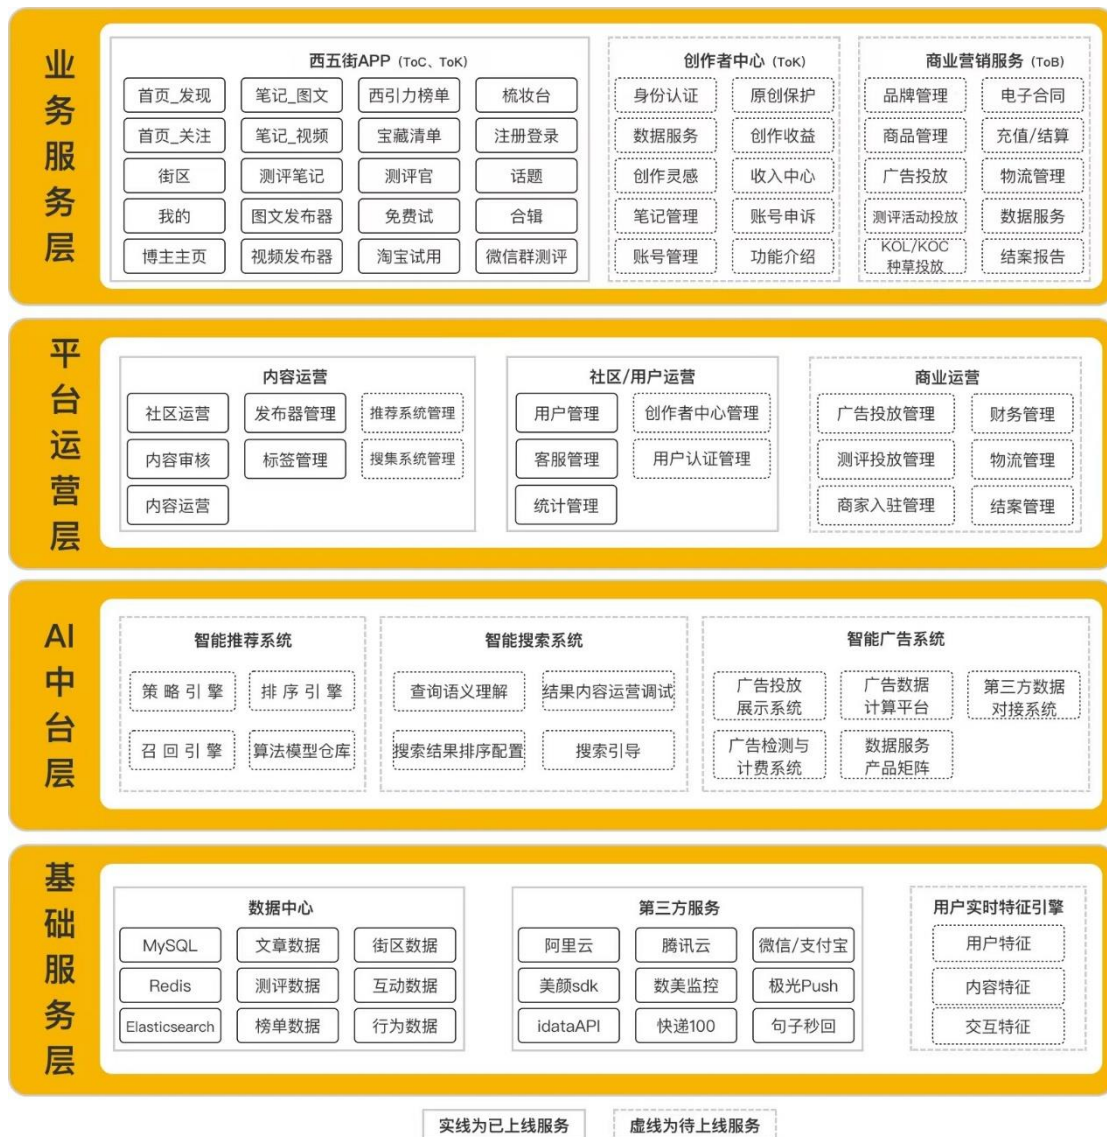 业务服务层
西五街APP（ToC、ToK）
首页_发现 笔记_图文 西引力榜单 梳妆台
首页_关注 笔记_视频 宝藏清单 注册登录
街区 测评笔记 测评官 话题
我的 图文发布器 免费试 合辑
博主主页 视频发布器 淘宝试用 微信群测评
创作者中心（ToK）
身份认证 原创保护
数据服务 创作收益
创作灵感 收入中心
笔记管理 账号申诉
账号管理 功能介绍
商业营销服务（ToB）
品牌管理 电子合同
商品管理 充值/结算
广告投放 物流管理
测评活动投放 数据服务
KOL/KOC
种草投放 结案报告
平台运营层
内容运营
社区运营 发布器管理 推荐系统管理
内容审核 标签管理 搜集系统管理
内容运营
社区/用户运营
用户管理 创作者中心管理
客服管理 用户认证管理
统计管理
商业运营
广告投放管理 财务管理
测评投放管理 物流管理
商家入驻管理 结案管理
AI中台层
智能推荐系统
策略引擎 排序引擎
召回引擎 算法模型仓库
智能搜索系统
查询语义理解 结果内容运营调试
搜索结果排序配置 搜索引导
智能广告系统
广告投放
展示系统
广告数据
计算平台
第三方数据
对接系统
广告检测与
计费系统
数据服务
产品矩阵
基础服务层
数据中心
MySQL 文章数据 街区数据
Redis 测评数据 互动数据
Elasticsearch 榜单数据 行为数据
第三方服务
阿里云 腾讯云 微信/支付宝
美颜sdk 数美监控 极光Push
idataAPI 快递100 句子秒回
用户实时特征引擎
用户特征
内容特征
交互特征
实线为已上线服务 虚线为待上线服务